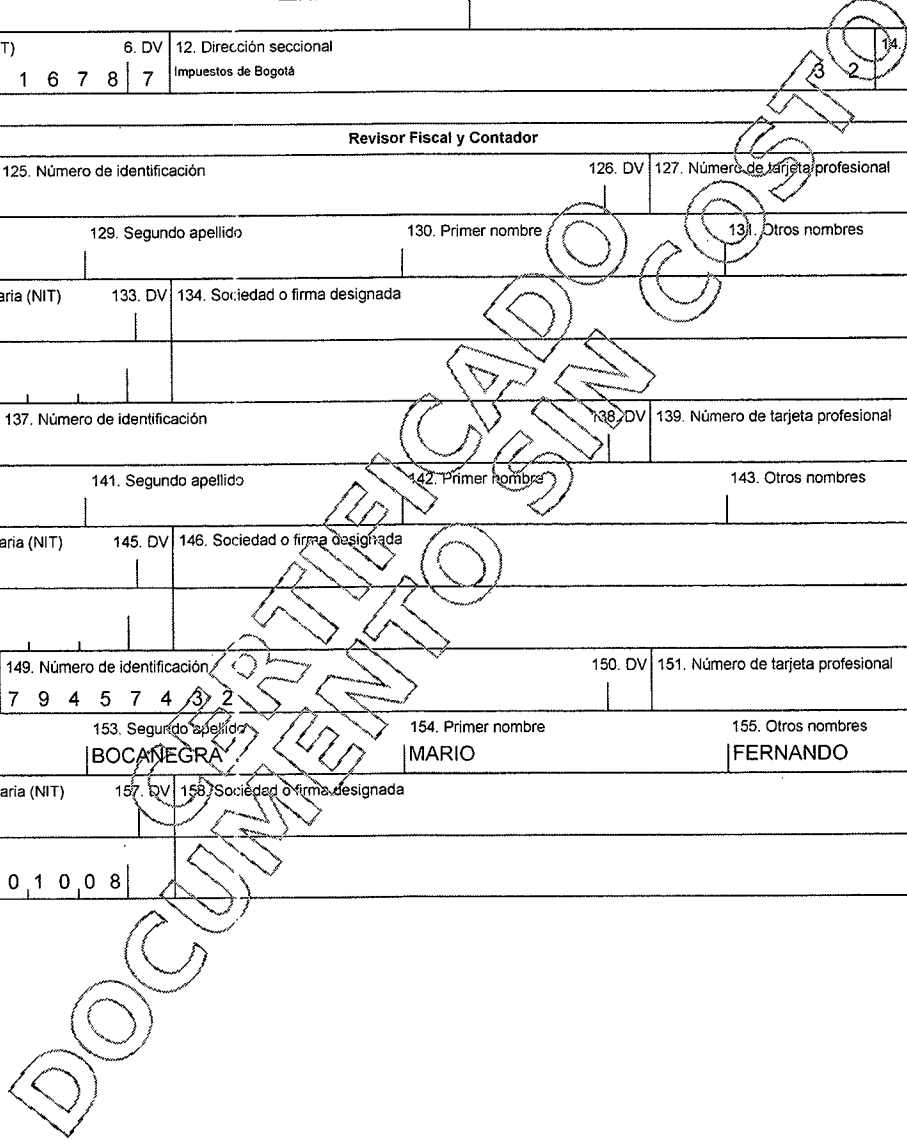 T) 6. DV 12. Dirección seccional 14.
1 6 7 8 7 Impuestos de Bogotá 3 2
Revisor Fiscal y Contador
125. Número de identificación 126. DV 127. Número de tarjeta profesional
129. Segundo apellido 130. Primer nombre 131. Otros nombres
aria (NIT) 133. DV 134. Sociedad o firma designada
137. Número de identificación 138. DV 139. Número de tarjeta profesional
141. Segundo apellido 142. Primer nombre 143. Otros nombres
aria (NIT) 145. DV 146. Sociedad o firma designada
149. Número de identificación 150. DV 151. Número de tarjeta profesional
7 9 4 5 7 4 3 2
153. Segundo apellido 154. Primer nombre 155. Otros nombres
BOCANEGRA MARIO FERNANDO
aria (NIT) 157. DV 158. Sociedad o firma designada
0 1 0 0 8
CERTIFICADO
DOCUMENTO SIN COSTO